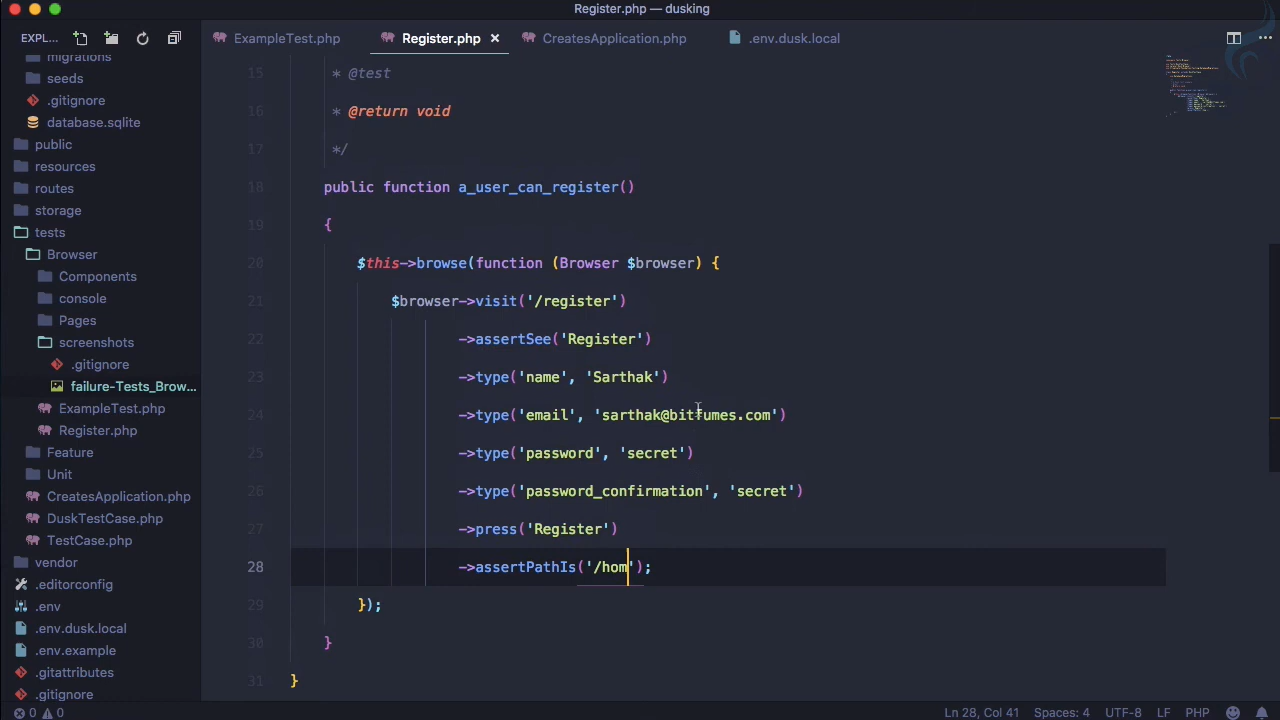 Register.php — dusking
EXPL...
ExampleTest.php
Register.php ×
CreatesApplication.php
.env.dusk.local
migrations
seeds
.gitignore
database.sqlite
public
resources
routes
storage
tests
Browser
Components
console
Pages
screenshots
.gitignore
failure-Tests_Brow...
ExampleTest.php
Register.php
Feature
Unit
CreatesApplication.php
DuskTestCase.php
TestCase.php
vendor
.editorconfig
.env
.env.dusk.local
.env.example
.gitattributes
.gitignore
15 * @test
16 * @return void
17 */
18 public function a_user_can_register()
19 {
20 $this->browse(function (Browser $browser) {
21 $browser->visit('/register')
22 ->assertSee('Register')
23 ->type('name', 'Sarthak')
24 ->type('email', 'sarthak@bitfumes.com')
25 ->type('password', 'secret')
26 ->type('password_confirmation', 'secret')
27 ->press('Register')
28 ->assertPathIs('/hom');
29 });
30 }
31 }
0 0
Ln 28, Col 41 Spaces: 4 UTF-8 LF PHP